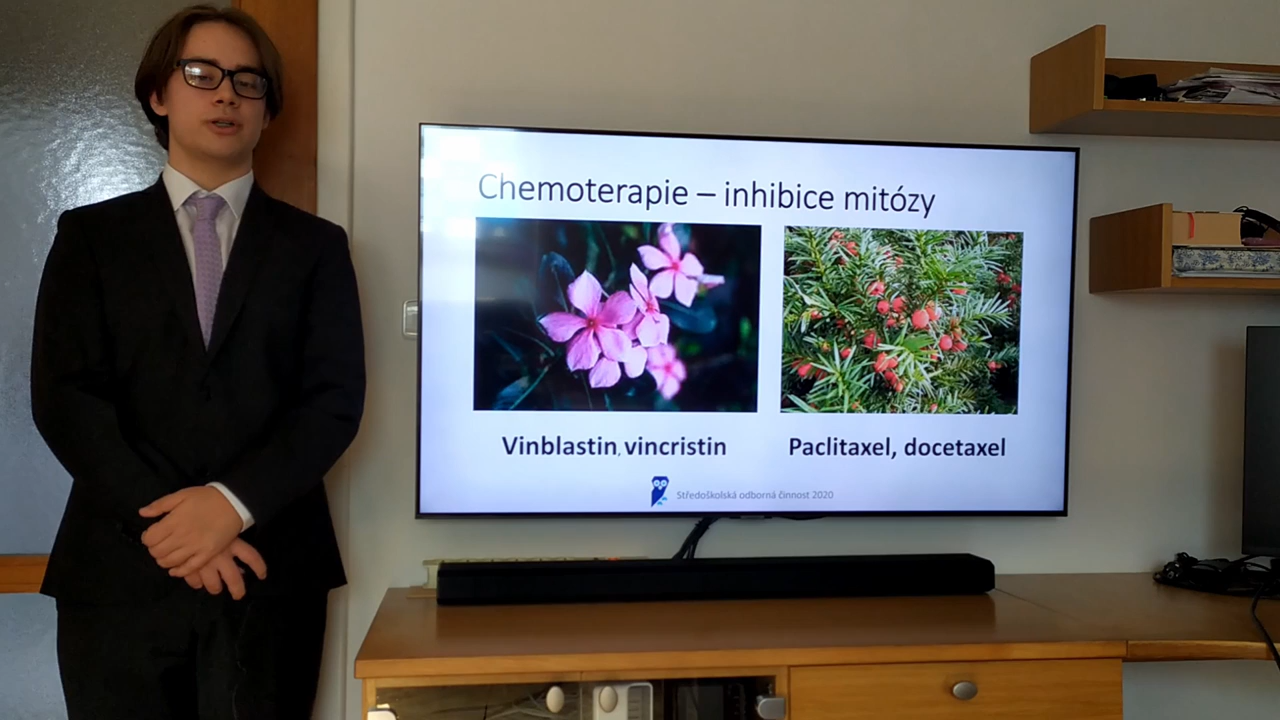 Chemoterapie – inhibice mitózy
Vinblastin, vincristin
Paclitaxel, docetaxel
Středoškolská odborná činnost 2020